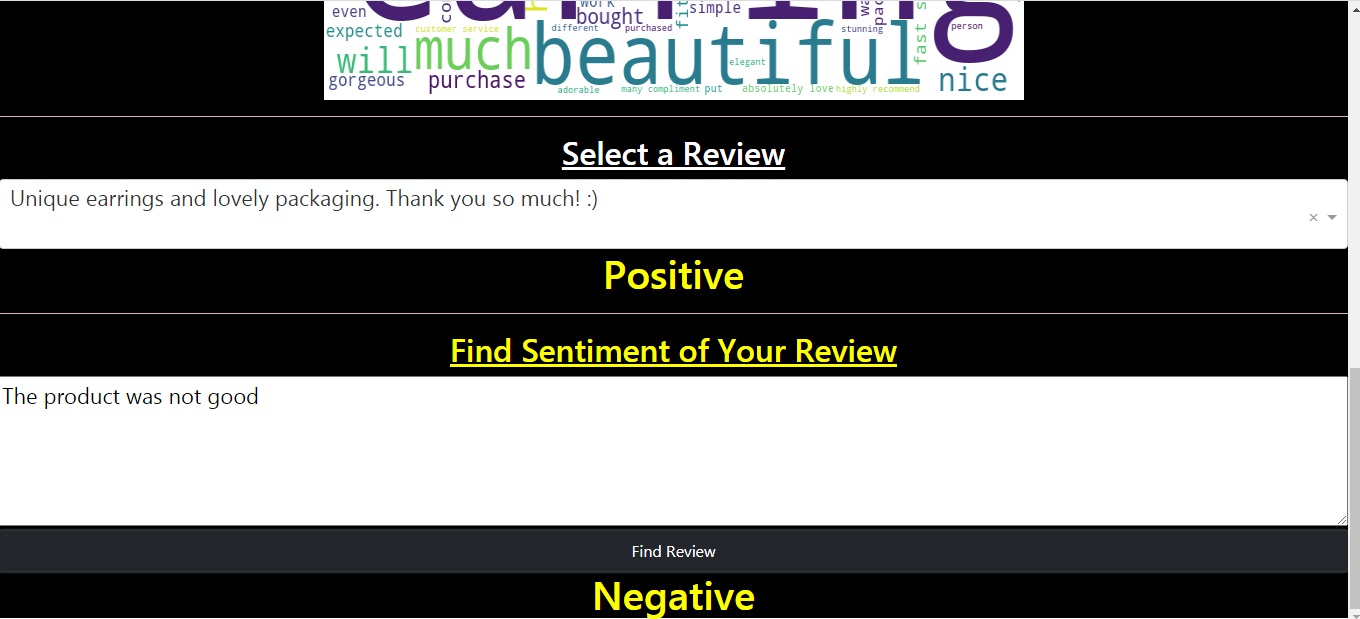 even
work
simple
bought
fit
expected
customer service
different
purchased
stunning
person
much
beautiful
fast
will
elegant
gorgeous
purchase
nice
adorable
many compliment
put
absolutely love
highly recommend
Select a Review
Unique earrings and lovely packaging. Thank you so much! :)
× 
Positive
Find Sentiment of Your Review
The product was not good
Find Review
Negative